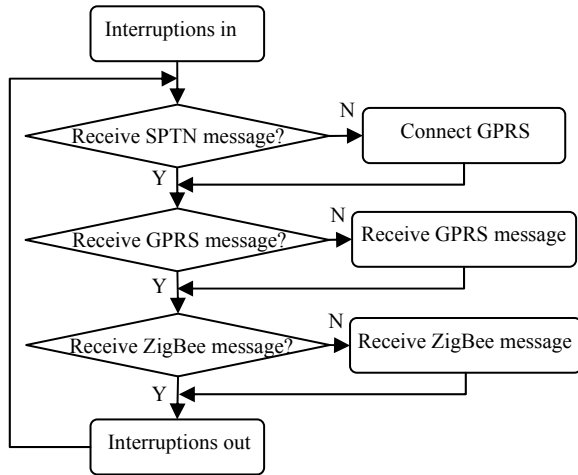 Interruptions in
Receive SPTN message?
N
Connect GPRS
Y
Receive GPRS message?
N
Receive GPRS message
Y
Receive ZigBee message?
N
Receive ZigBee message
Y
Interruptions out